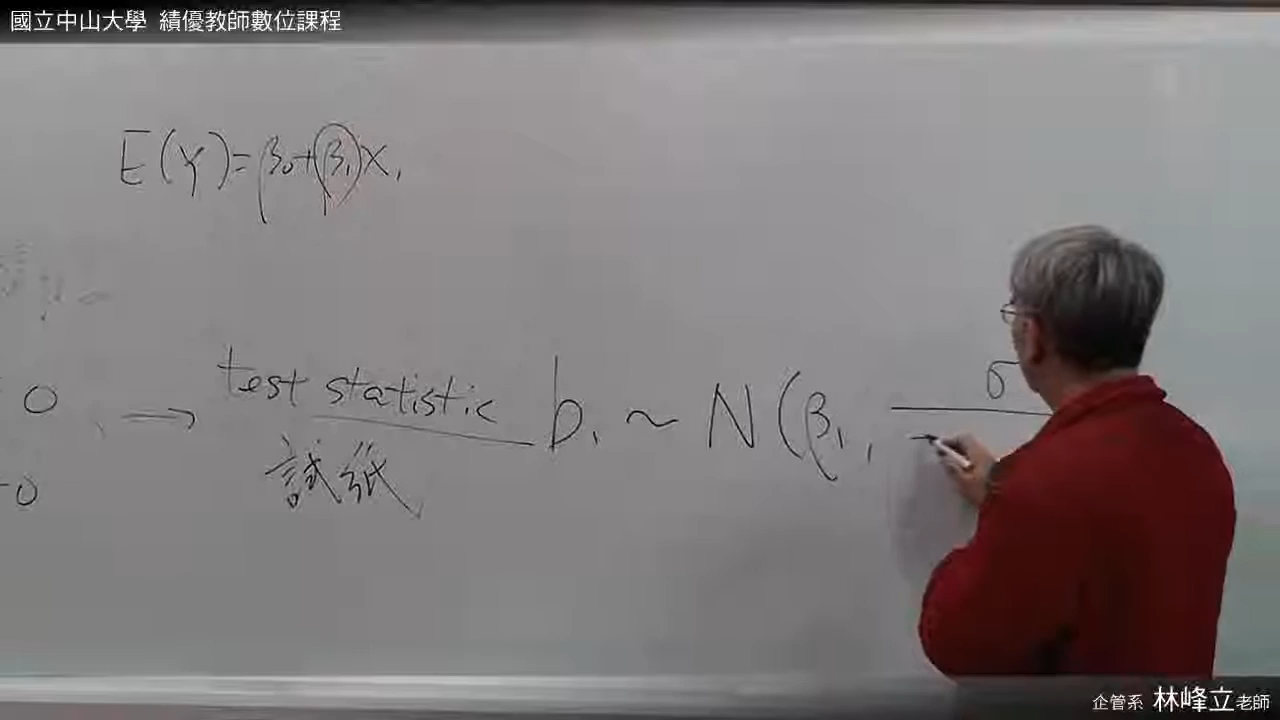 國立中山大學 績優教師數位課程
E(Y)=β₀+β₁X₁
0 → test statistic b₁ ~ N(β₁, σ
試紙
0
企管系 林峰立老師